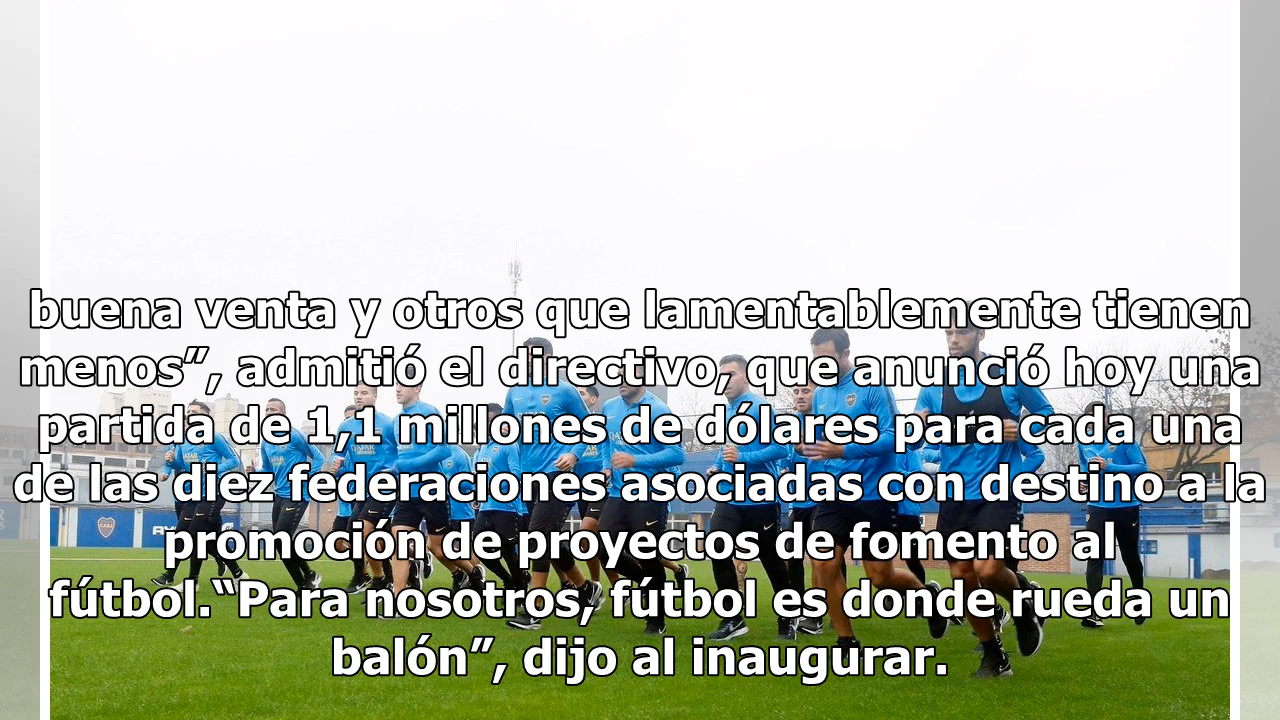 buena venta y otros que lamentablemente tienen
menos”, admitió el directivo, que anunció hoy una
partida de 1,1 millones de dólares para cada una
de las diez federaciones asociadas con destino a la
promoción de proyectos de fomento al
fútbol.“Para nosotros, fútbol es donde rueda un
balón”, dijo al inaugurar.